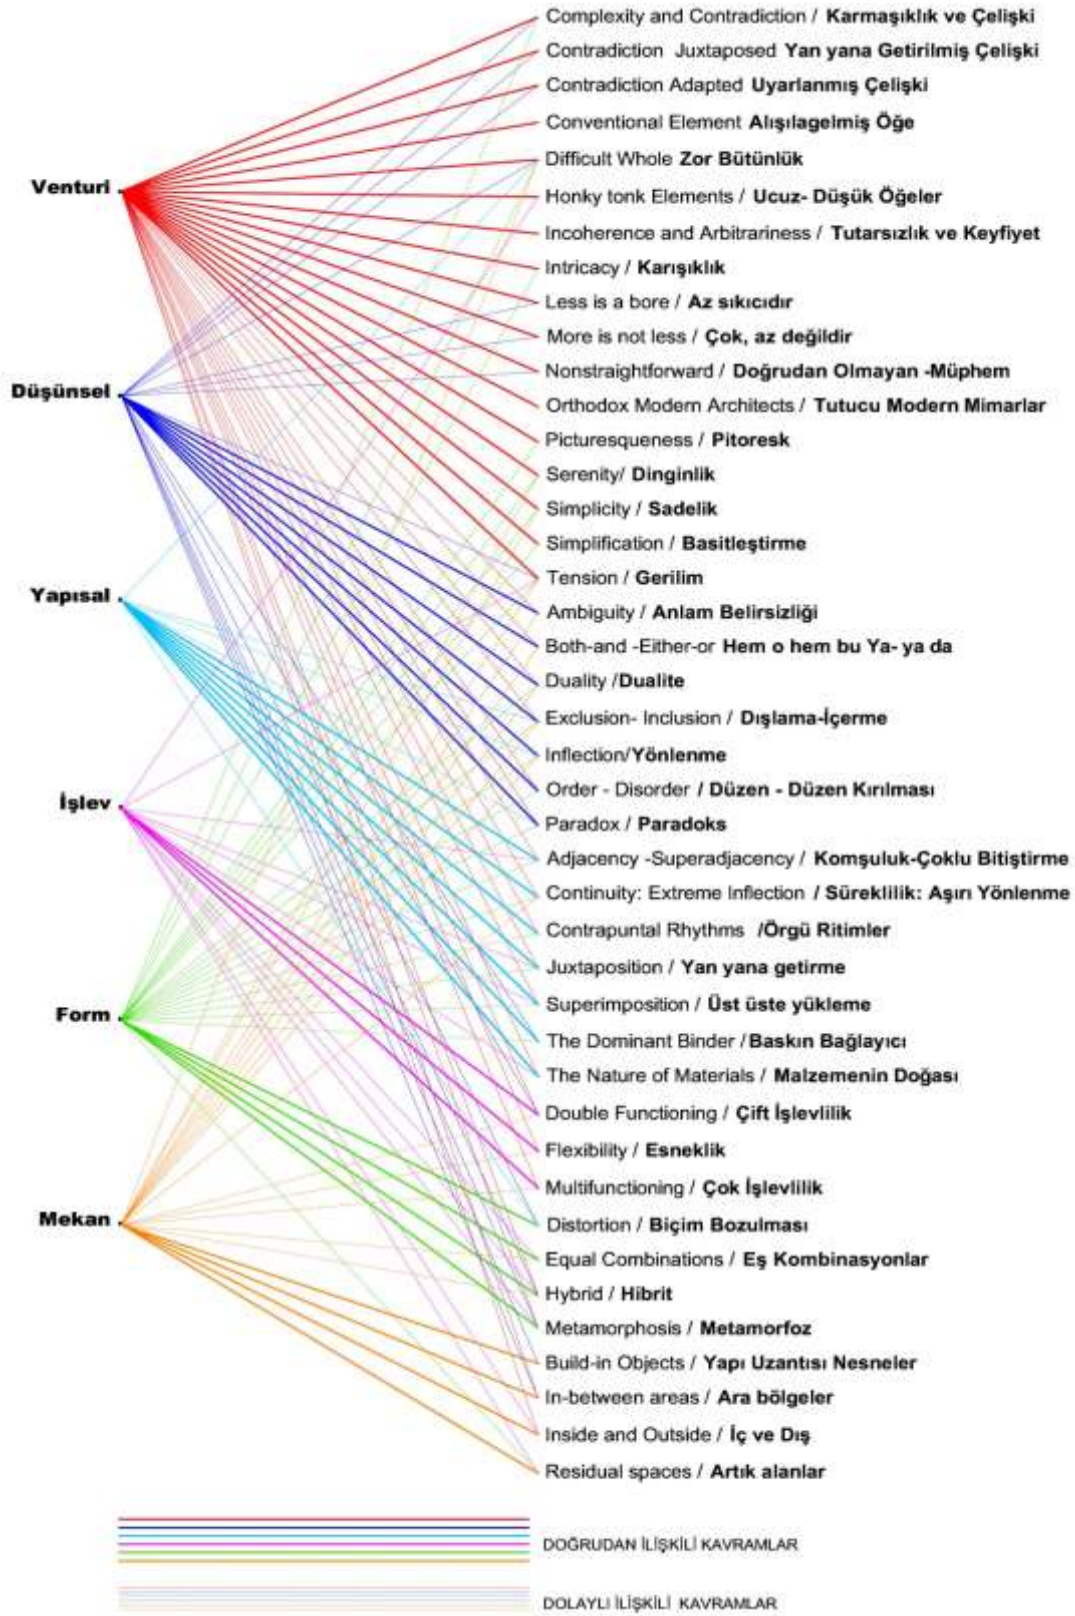 Complexity and Contradiction / Karmaşıklık ve Çelişki
Contradiction Juxtaposed Yan yana Getirilmiş Çelişki
Contradiction Adapted Uyarlanmış Çelişki
Conventional Element Alışılagelmiş Öğe
Difficult Whole Zor Bütünlük
Venturi
Honky tonk Elements / Ucuz- Düşük Öğeler
Incoherence and Arbitrariness / Tutarsızlık ve Keyfiyet
Intricacy / Karışıklık
Less is a bore / Az sıkıcıdır
More is not less / Çok, az değildir
Nonstraightforward / Doğrudan Olmayan -Müphem
Düşünsel
Orthodox Modern Architects / Tutucu Modern Mimarlar
Picturesqueness / Pitoresk
Serenity/ Dinginlik
Simplicity / Sadelik
Simplification / Basitleştirme
Tension / Gerilim
Yapısal
Ambiguity / Anlam Belirsizliği
Both-and -Either-or Hem o hem bu Ya- ya da
Duality /Dualite
Exclusion- Inclusion / Dışlama-İçerme
Inflection/Yönlenme
Order - Disorder / Düzen - Düzen Kırılması
İşlev
Paradox / Paradoks
Adjacency -Superadjacency / Komşuluk-Çoklu Bitiştirme
Continuity: Extreme Inflection / Süreklilik: Aşırı Yönlenme
Contrapuntal Rhythms /Örgü Ritimler
Juxtaposition / Yan yana getirme
Superimposition / Üst üste yükleme
Form
The Dominant Binder /Baskın Bağlayıcı
The Nature of Materials / Malzemenin Doğası
Double Functioning / Çift İşlevlilik
Flexibility / Esneklik
Multifunctioning / Çok İşlevlilik
Mekan
Distortion / Biçim Bozulması
Equal Combinations / Eş Kombinasyonlar
Hybrid / Hibrit
Metamorphosis / Metamorfoz
Build-in Objects / Yapı Uzantısı Nesneler
In-between areas / Ara bölgeler
Inside and Outside / İç ve Dış
Residual spaces / Artık alanlar
DOĞRUDAN İLİŞKİLİ KAVRAMLAR
DOLAYLI İLİŞKİLİ KAVRAMLAR